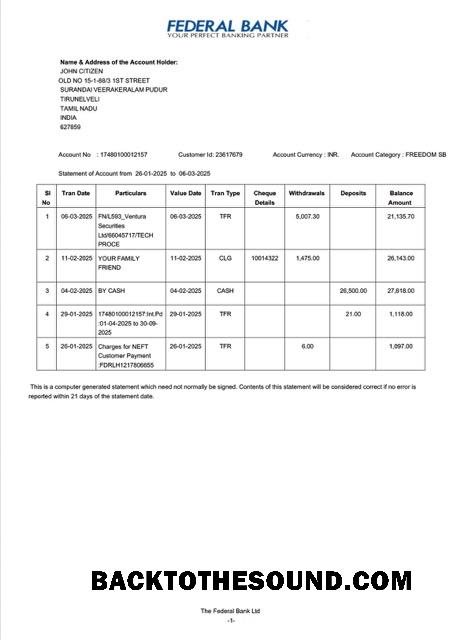 FEDERAL BANK
YOUR PERFECT BANKING PARTNER
Name & Address of the Account Holder:
JOHN CITIZEN
OLD NO 15-1-88/3 1ST STREET
SURANDAI VEERAKERALAM PUDUR
TIRUNELVELI
TAMIL NADU
INDIA
627859
Account No : 17480100012157 Customer Id: 23617679 Account Currency : INR. Account Category : FREEDOM SB
Statement of Account from 26-01-2025 to 06-03-2025
Sl No Tran Date Particulars Value Date Tran Type Cheque Details Withdrawals Deposits Balance Amount
1 06-03-2025 FN/L593_Ventura Securities Ltd/66045717/TECH PROCE 06-03-2025 TFR 5,007.30 21,135.70
2 11-02-2025 YOUR FAMILY FRIEND 11-02-2025 CLG 10014322 1,475.00 26,143.00
3 04-02-2025 BY CASH 04-02-2025 CASH 26,500.00 27,618.00
4 29-01-2025 17480100012157:Int.Pd :01-04-2025 to 30-09-2025 29-01-2025 TFR 21.00 1,118.00
5 26-01-2025 Charges for NEFT Customer Payment :FDRLH1217806655 26-01-2025 TFR 6.00 1,097.00
This is a computer generated statement which need not normally be signed. Contents of this statement will be considered correct if no error is
reported within 21 days of the statement date.
BACKTOTHESOUND.COM
The Federal Bank Ltd
-1-